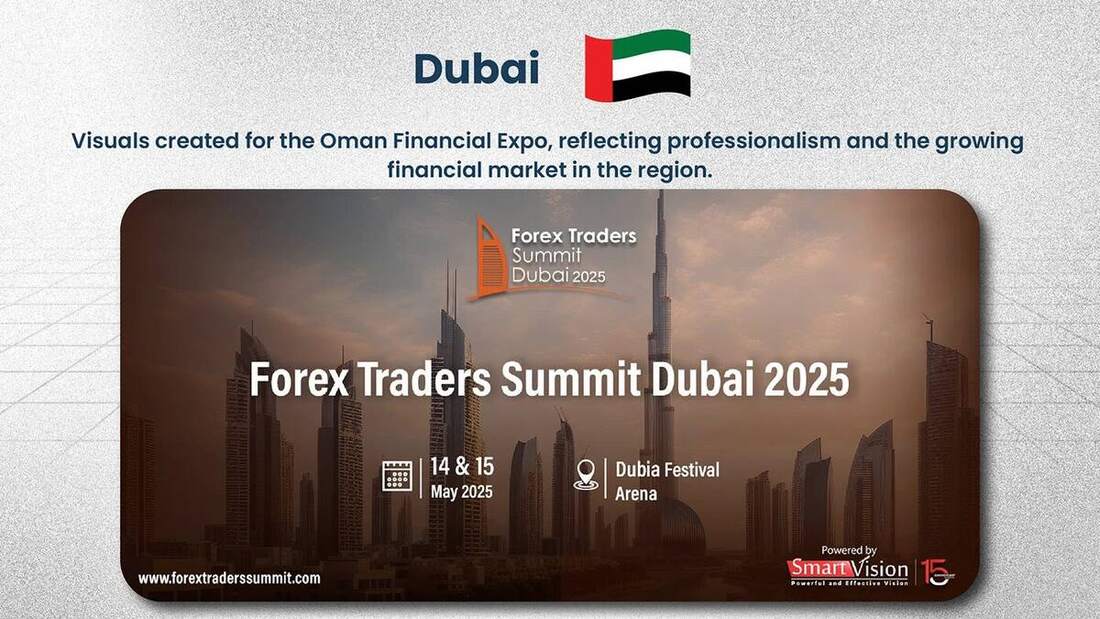 Dubai
Visuals created for the Oman Financial Expo, reflecting professionalism and the growing
financial market in the region.
Forex Traders
Summit
Dubai 2025
Forex Traders Summit Dubai 2025
14 & 15
May 2025
Dubia Festival
Arena
Powered by
Smart Vision
Powerful and Effective Vision
15
www.forextraderssummit.com